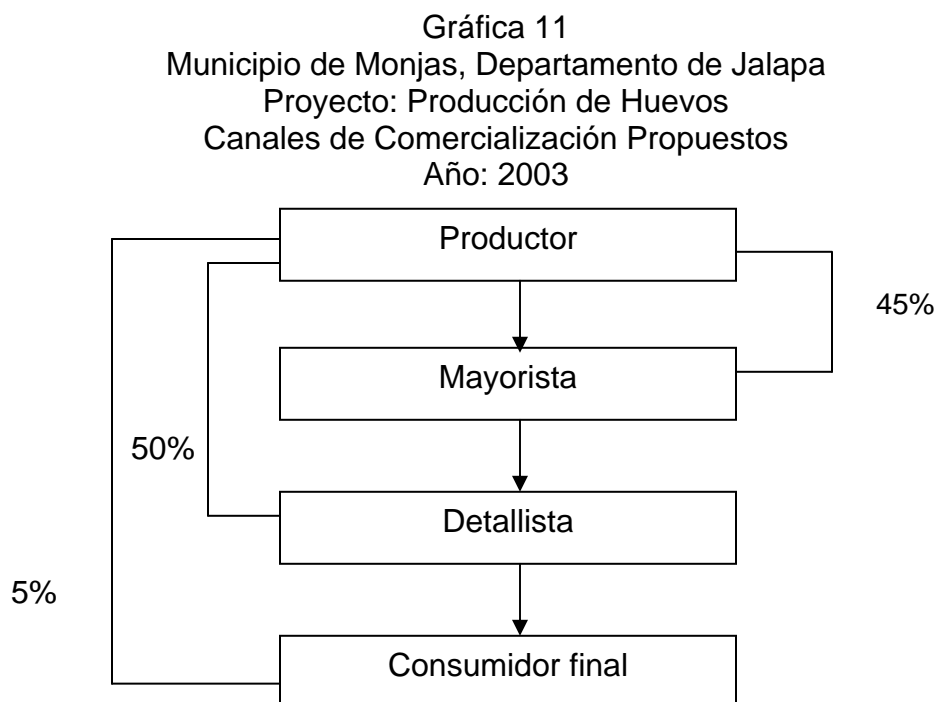 Gráfica 11
Municipio de Monjas, Departamento de Jalapa
Proyecto: Producción de Huevos
Canales de Comercialización Propuestos
Año: 2003
Productor
45%
Mayorista
50%
Detallista
5%
Consumidor final